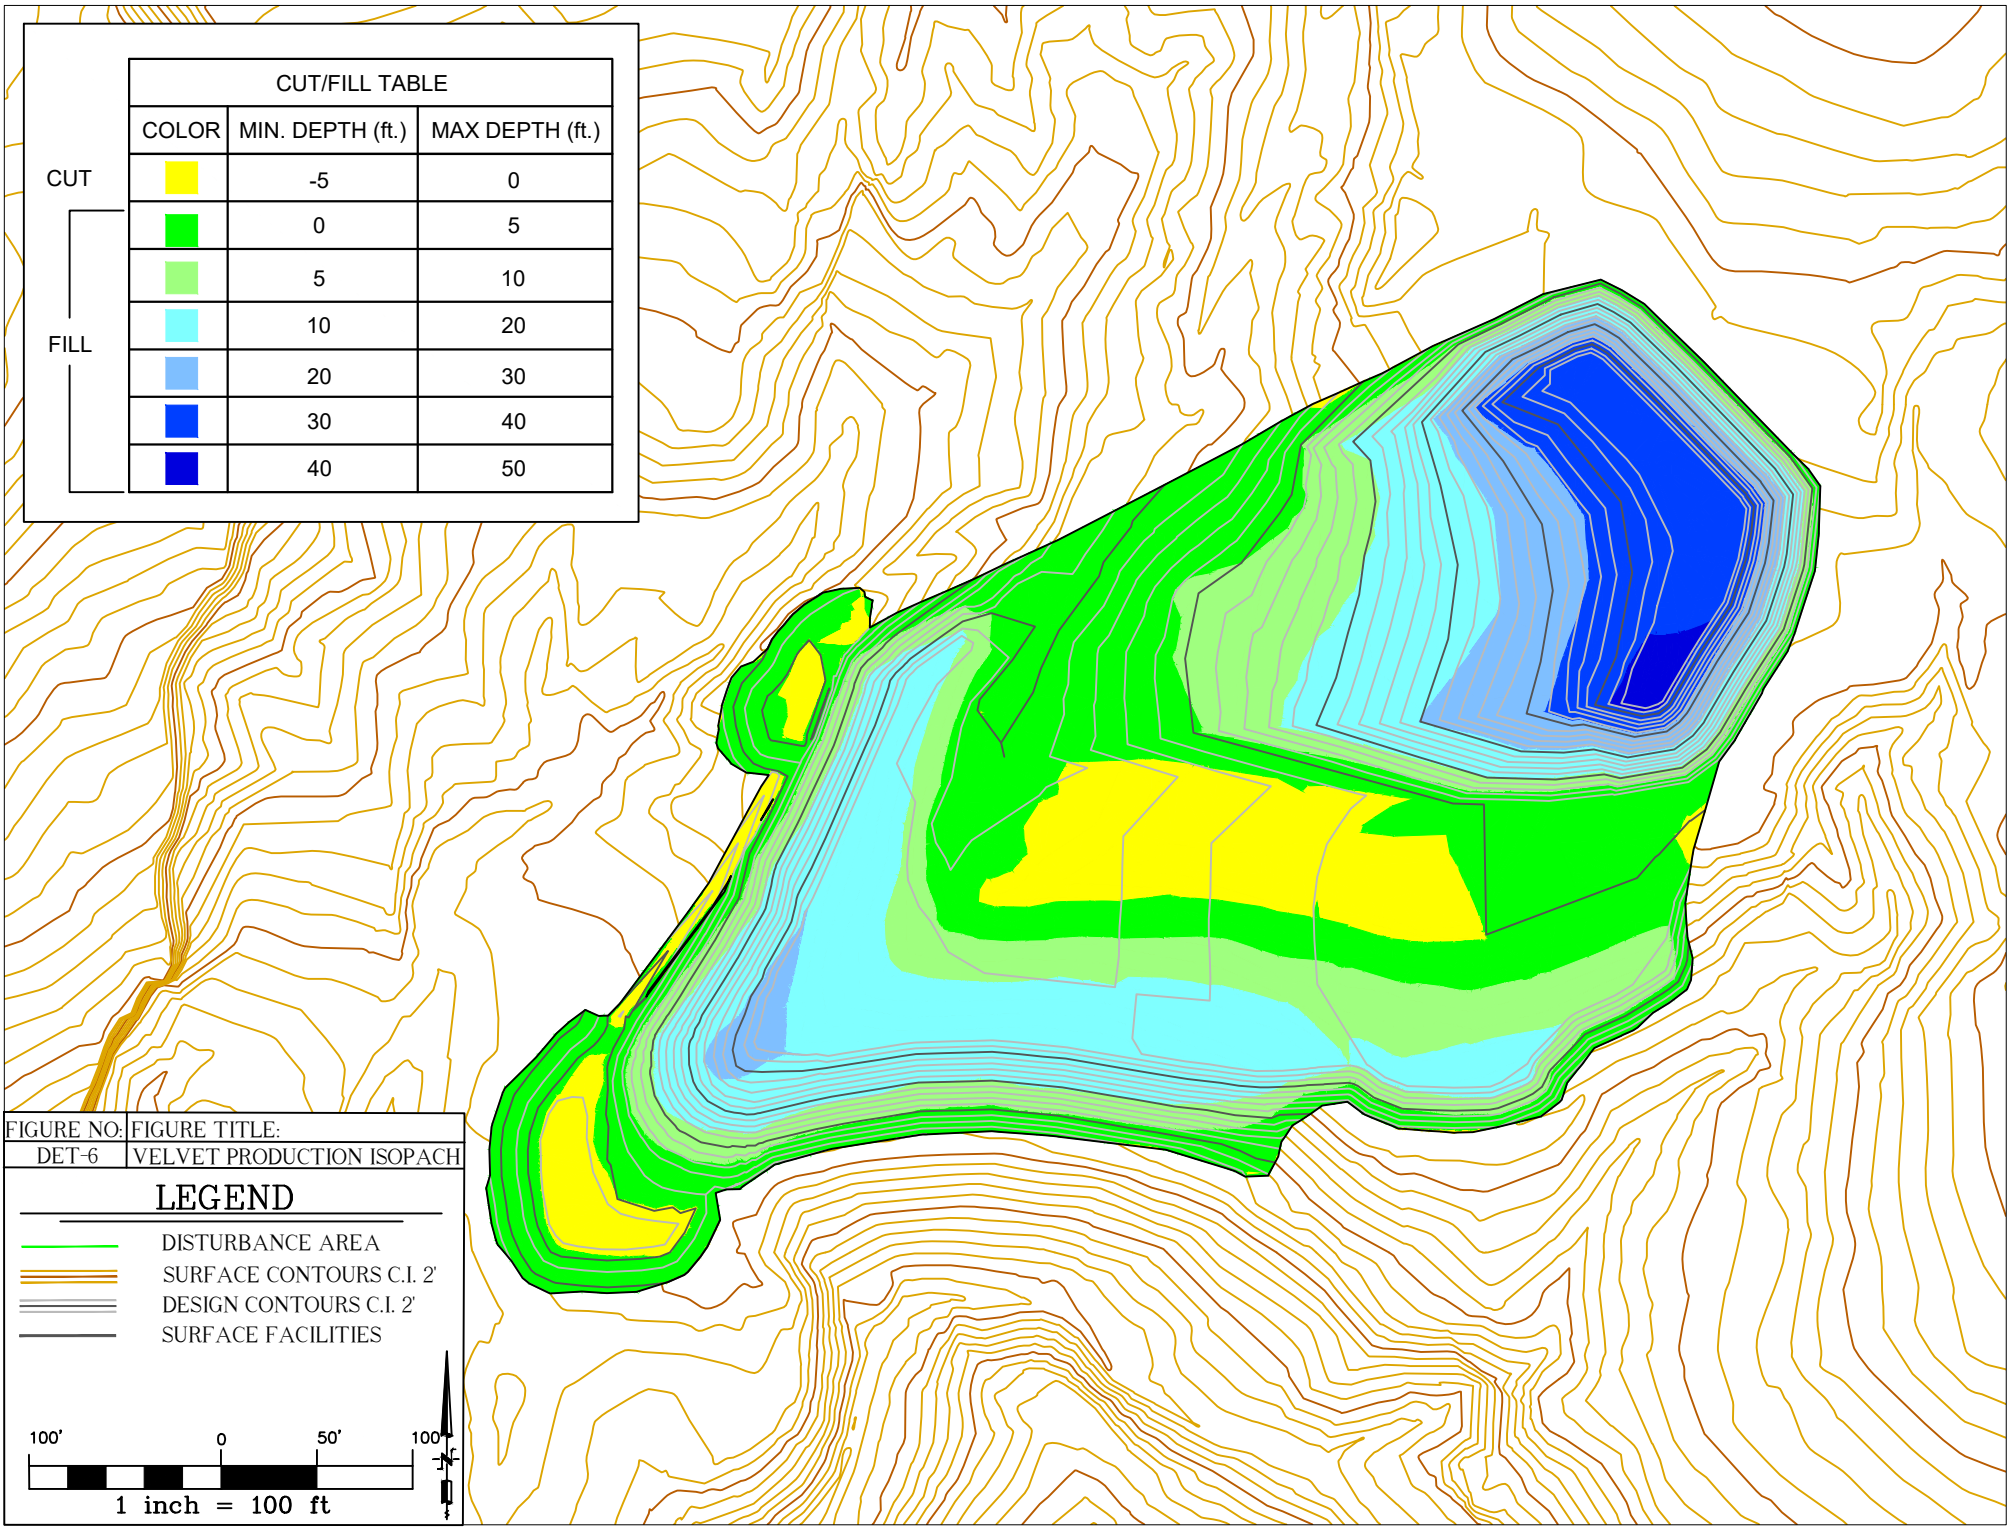 CUT/FILL TABLE
COLOR MIN. DEPTH (ft.) MAX DEPTH (ft.)
CUT -5 0
0 5
5 10
10 20
FILL
20 30
30 40
40 50
FIGURE NO: FIGURE TITLE:
DET-6 VELVET PRODUCTION ISOPACH
LEGEND
DISTURBANCE AREA
SURFACE CONTOURS C.I. 2'
DESIGN CONTOURS C.I. 2'
SURFACE FACILITIES
100' 0 50' 100'
N
1 inch = 100 ft